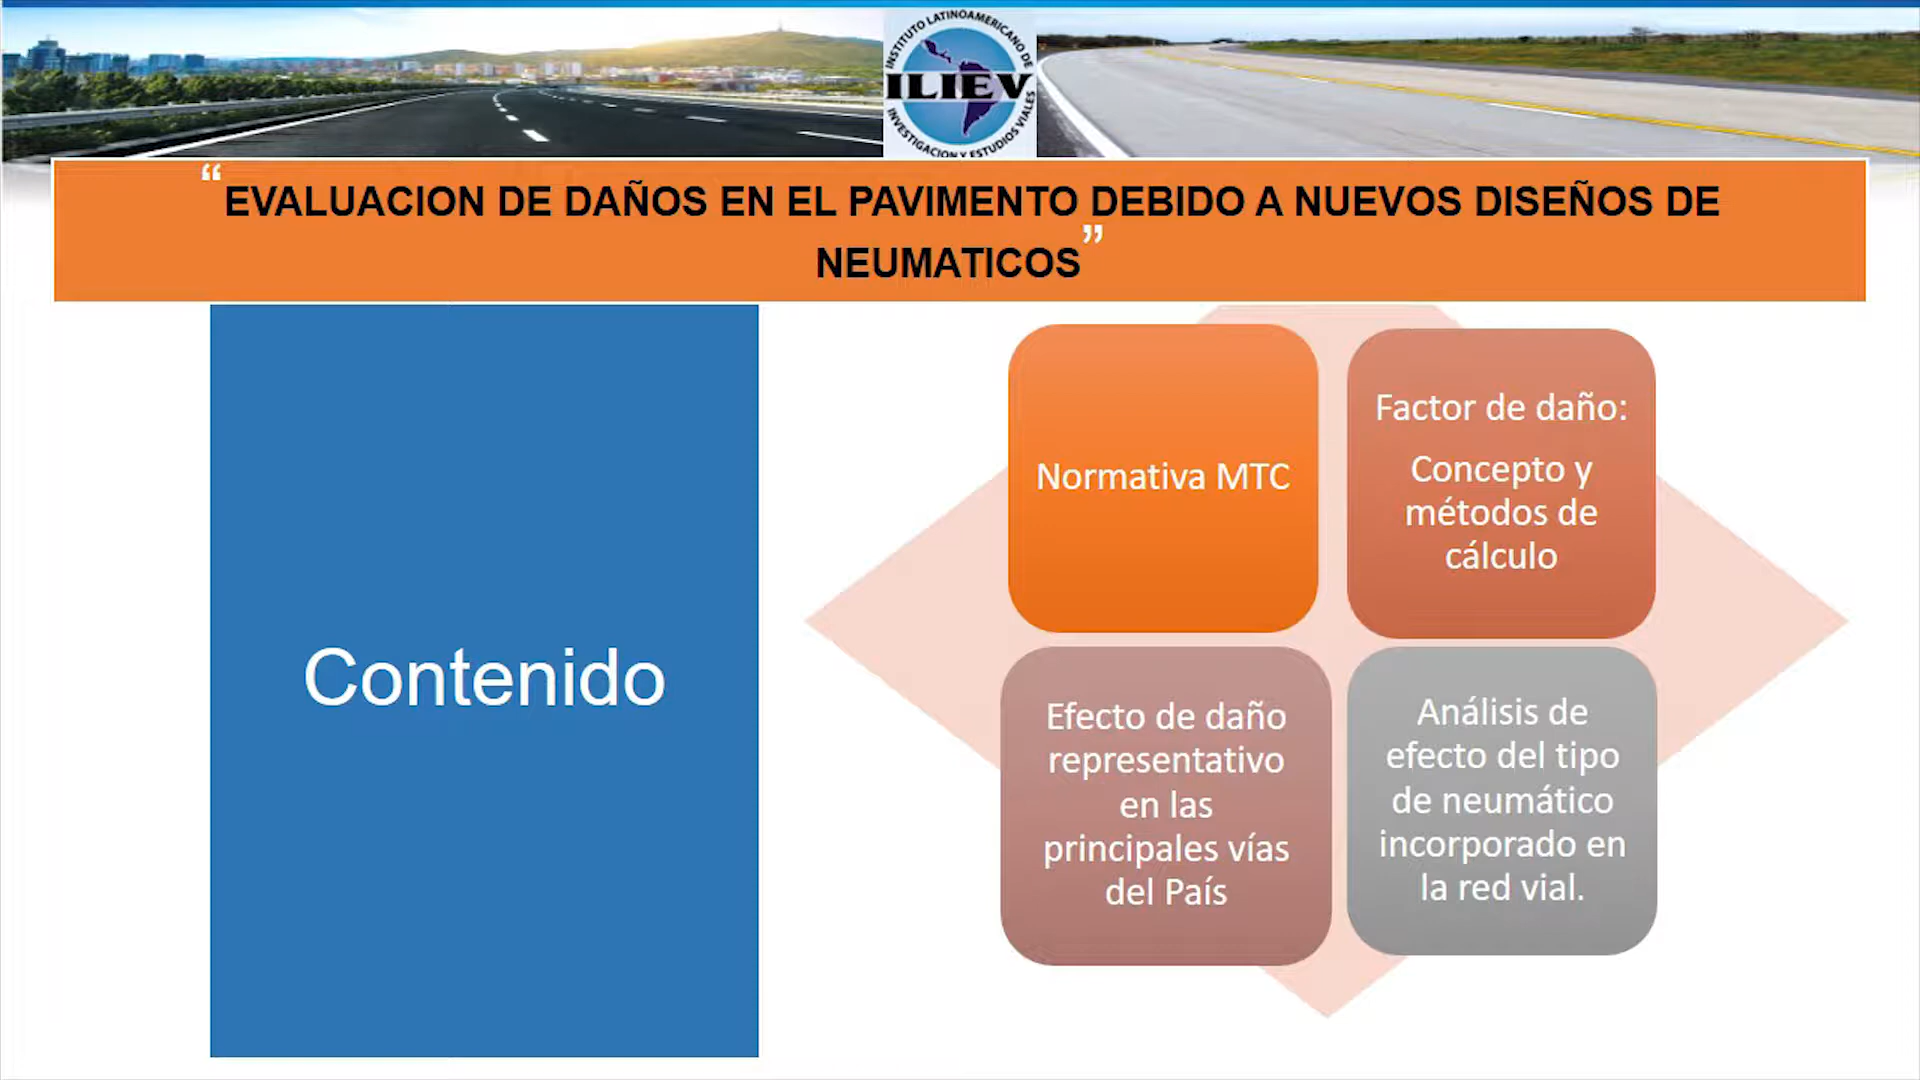 INSTITUTO LATINOAMERICANO DE
ILIEV
INVESTIGACION Y ESTUDIOS VIALES
“EVALUACION DE DAÑOS EN EL PAVIMENTO DEBIDO A NUEVOS DISEÑOS DE
NEUMATICOS”
Contenido
Normativa MTC
Factor de daño:
Concepto y
métodos de
cálculo
Efecto de daño
representativo
en las
principales vías
del País
Análisis de
efecto del tipo
de neumático
incorporado en
la red vial.